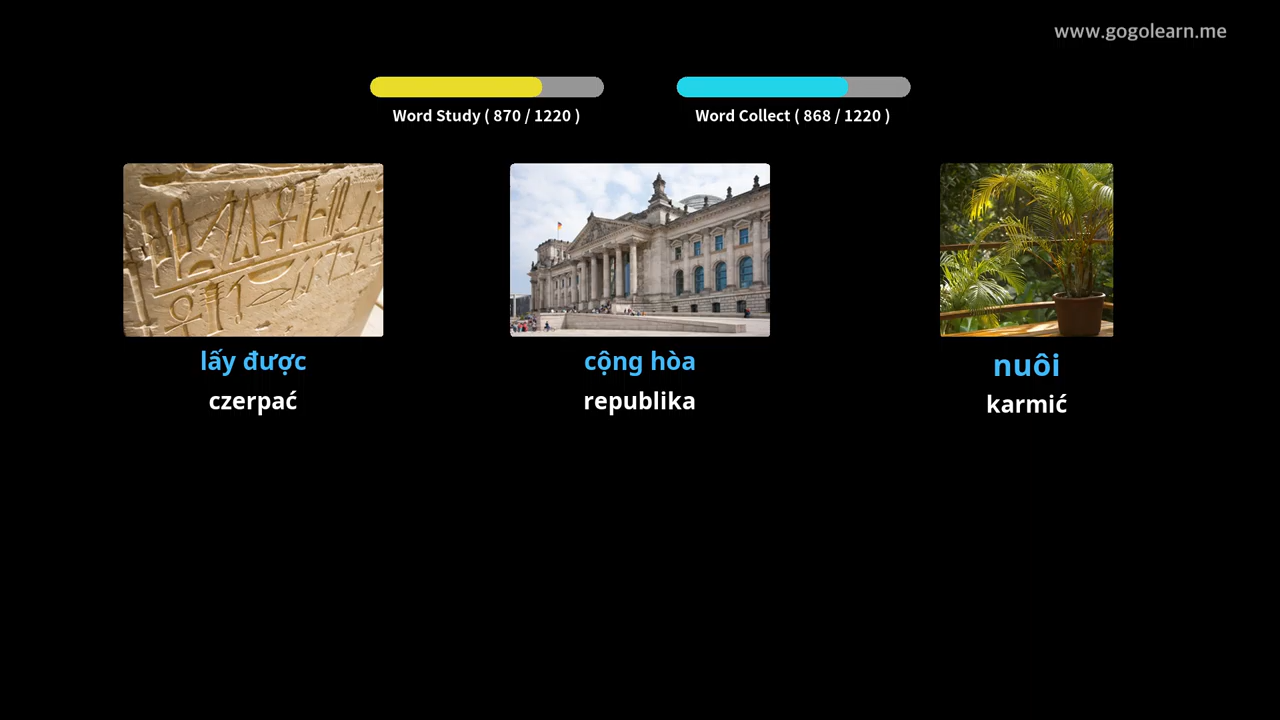 www.gogolearn.me
Word Study ( 870 / 1220 )
Word Collect ( 868 / 1220 )
lấy được
czerpać
cộng hòa
republika
nuôi
karmić